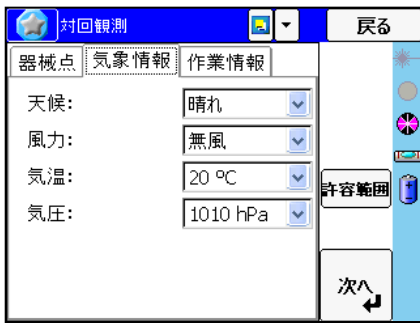 対回観測
戻る
器械点 気象情報 作業情報
天候: 晴れ
風力: 無風
気温: 20 ℃
許容範囲
気圧: 1010 hPa
次へ